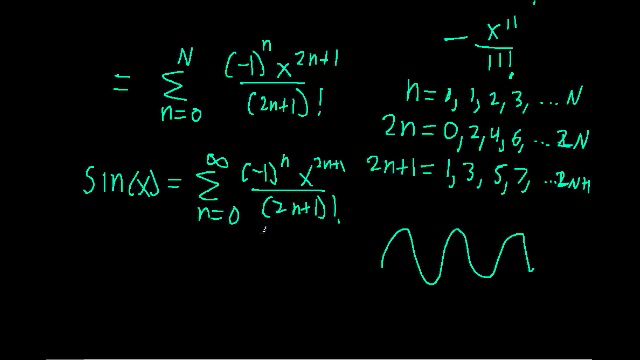 - x^11 / 11!
= Σ_{n=0}^{N} (-1)^n x^{2n+1} / (2n+1)!
n = 0, 1, 2, 3, ... N
2n = 0, 2, 4, 6, ... 2N
2n+1 = 1, 3, 5, 7, ... 2N+1
Sin(x) = Σ_{n=0}^{∞} (-1)^n x^{2n+1} / (2n+1)!